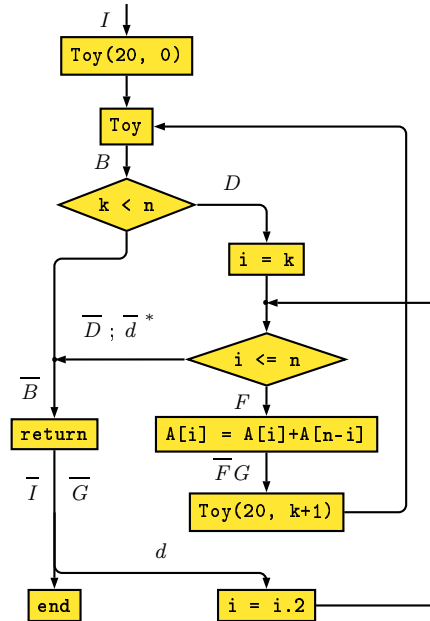 I
Toy(20, 0)
Toy
B
D
k < n
i = k
D̅ ; d̅ *
i <= n
B̅
F
return
A[i] = A[i]+A[n-i]
I̅ G̅
F̅ G
Toy(20, k+1)
d
end
i = i.2